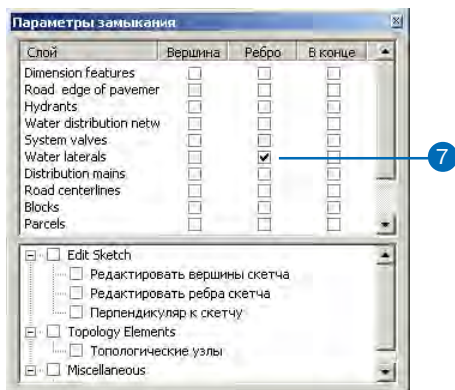 Параметры замыкания
Слой Вершина Ребро В конце
Dimension features
Road edge of pavemer
Hydrants
Water distribution netw
System valves
Water laterals
7
Distribution mains
Road centerlines
Blocks
Parcels
Edit Sketch
Редактировать вершины скетча
Редактировать ребра скетча
Перпендикуляр к скетчу
Topology Elements
Топологические узлы
Miscellaneous